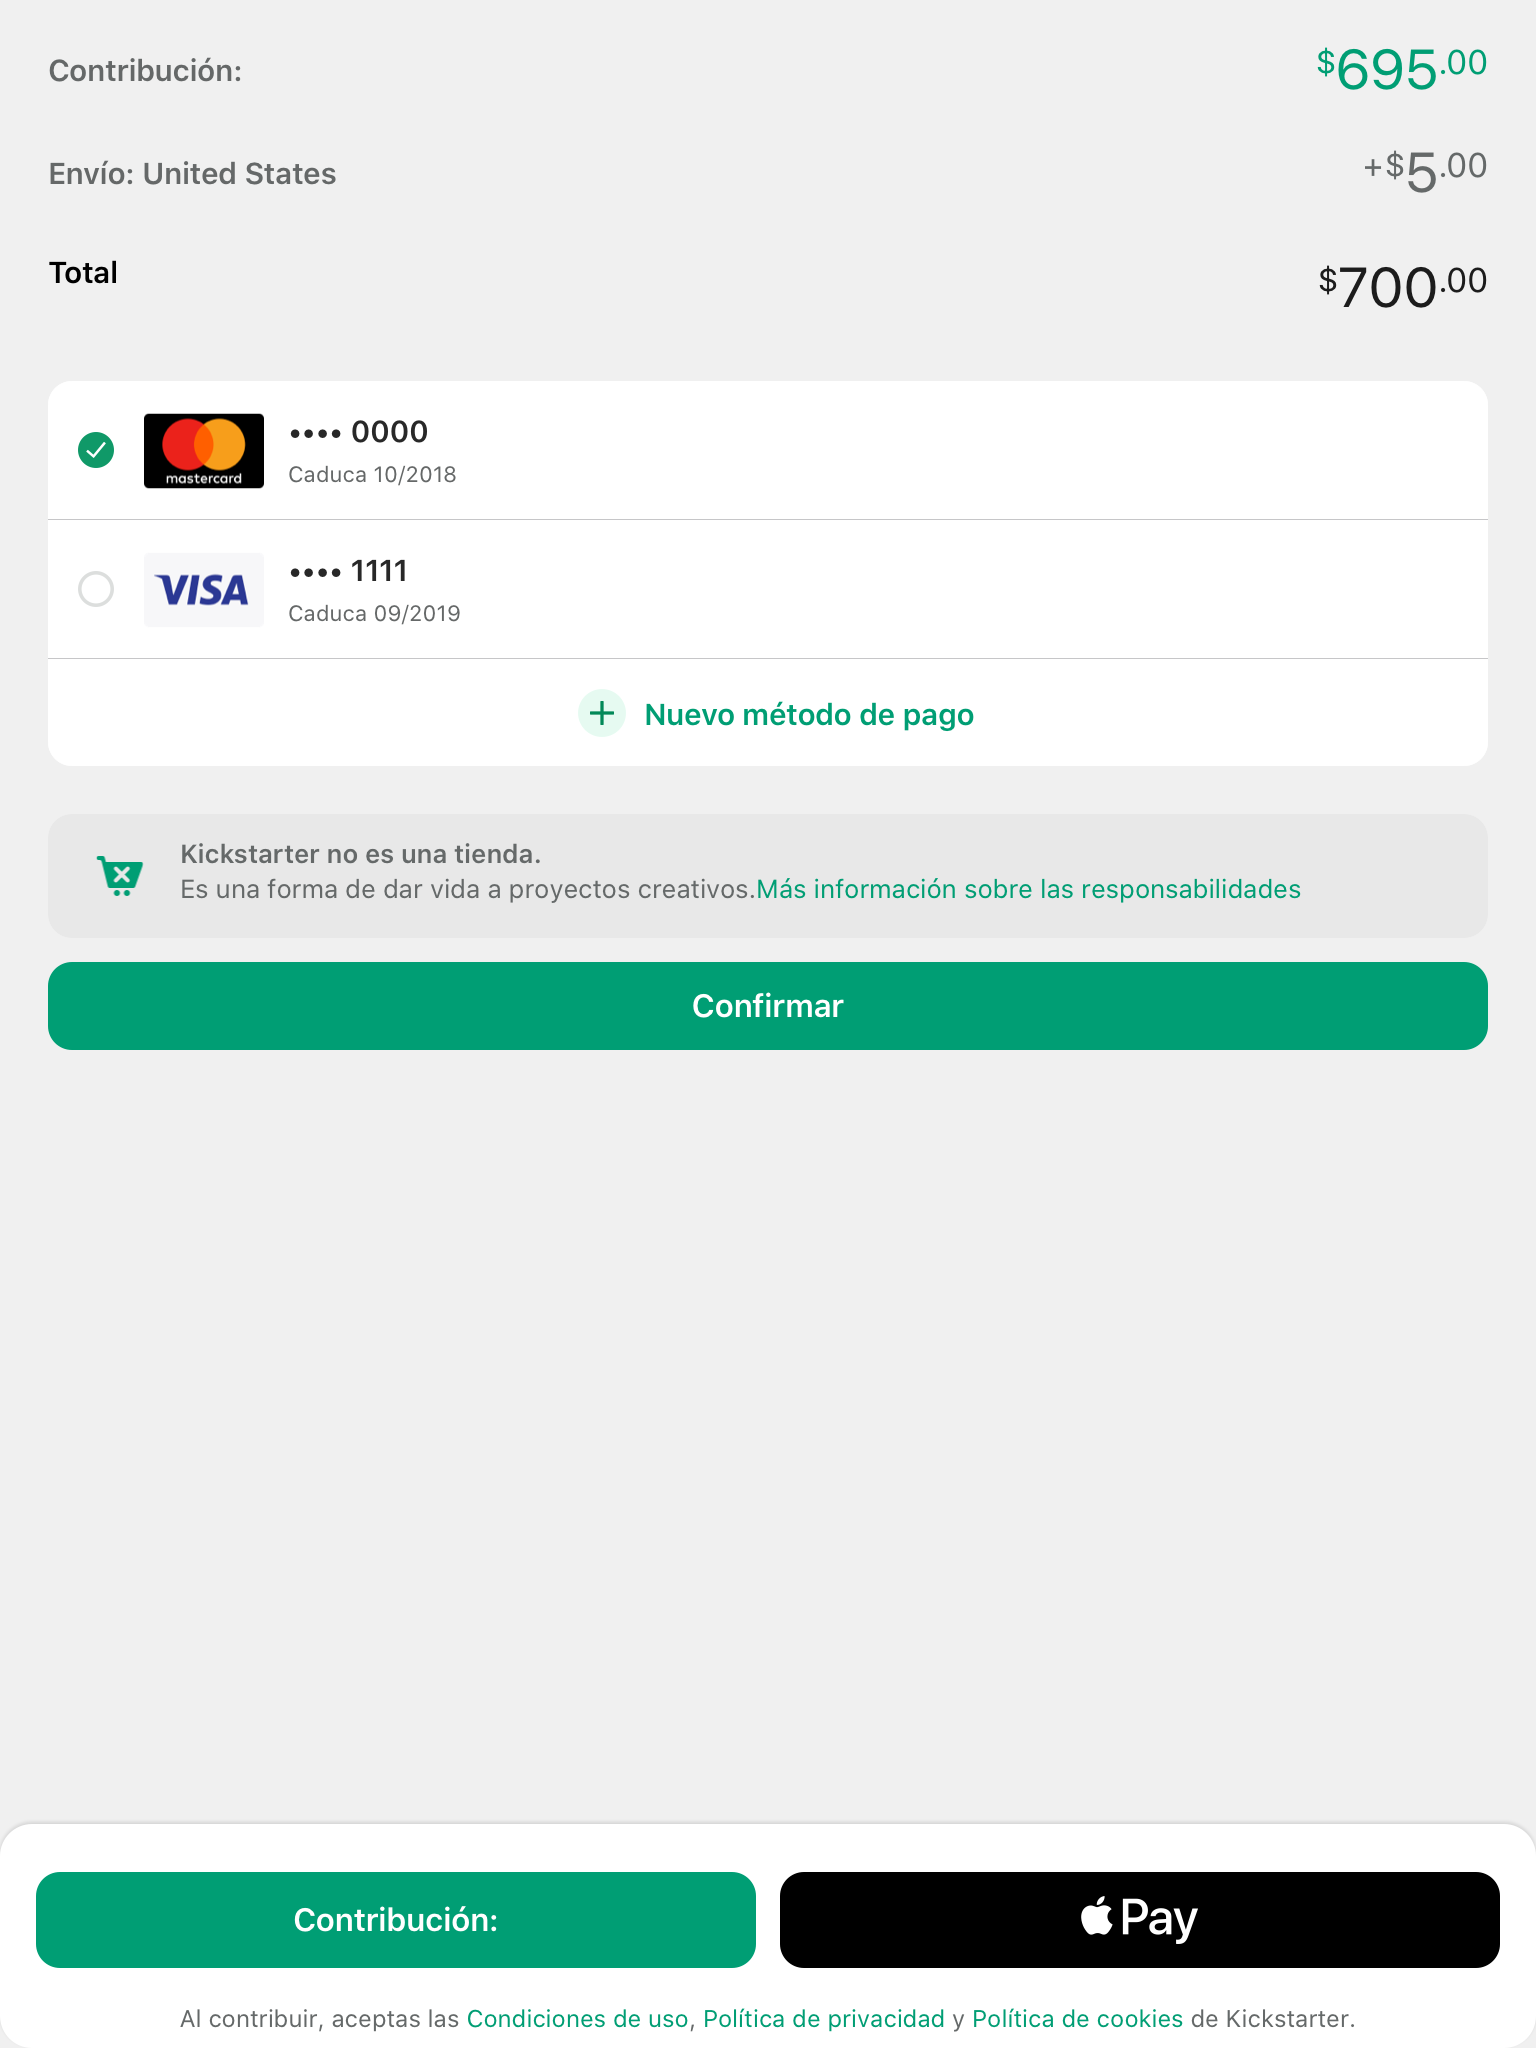 Contribución:
$695.00
Envío: United States
+$5.00
Total
$700.00
mastercard
•••• 0000
Caduca 10/2018
VISA
•••• 1111
Caduca 09/2019
Nuevo método de pago
Kickstarter no es una tienda.
Es una forma de dar vida a proyectos creativos.Más información sobre las responsabilidades
Confirmar
Contribución:
Pay
Al contribuir, aceptas las Condiciones de uso, Política de privacidad y Política de cookies de Kickstarter.